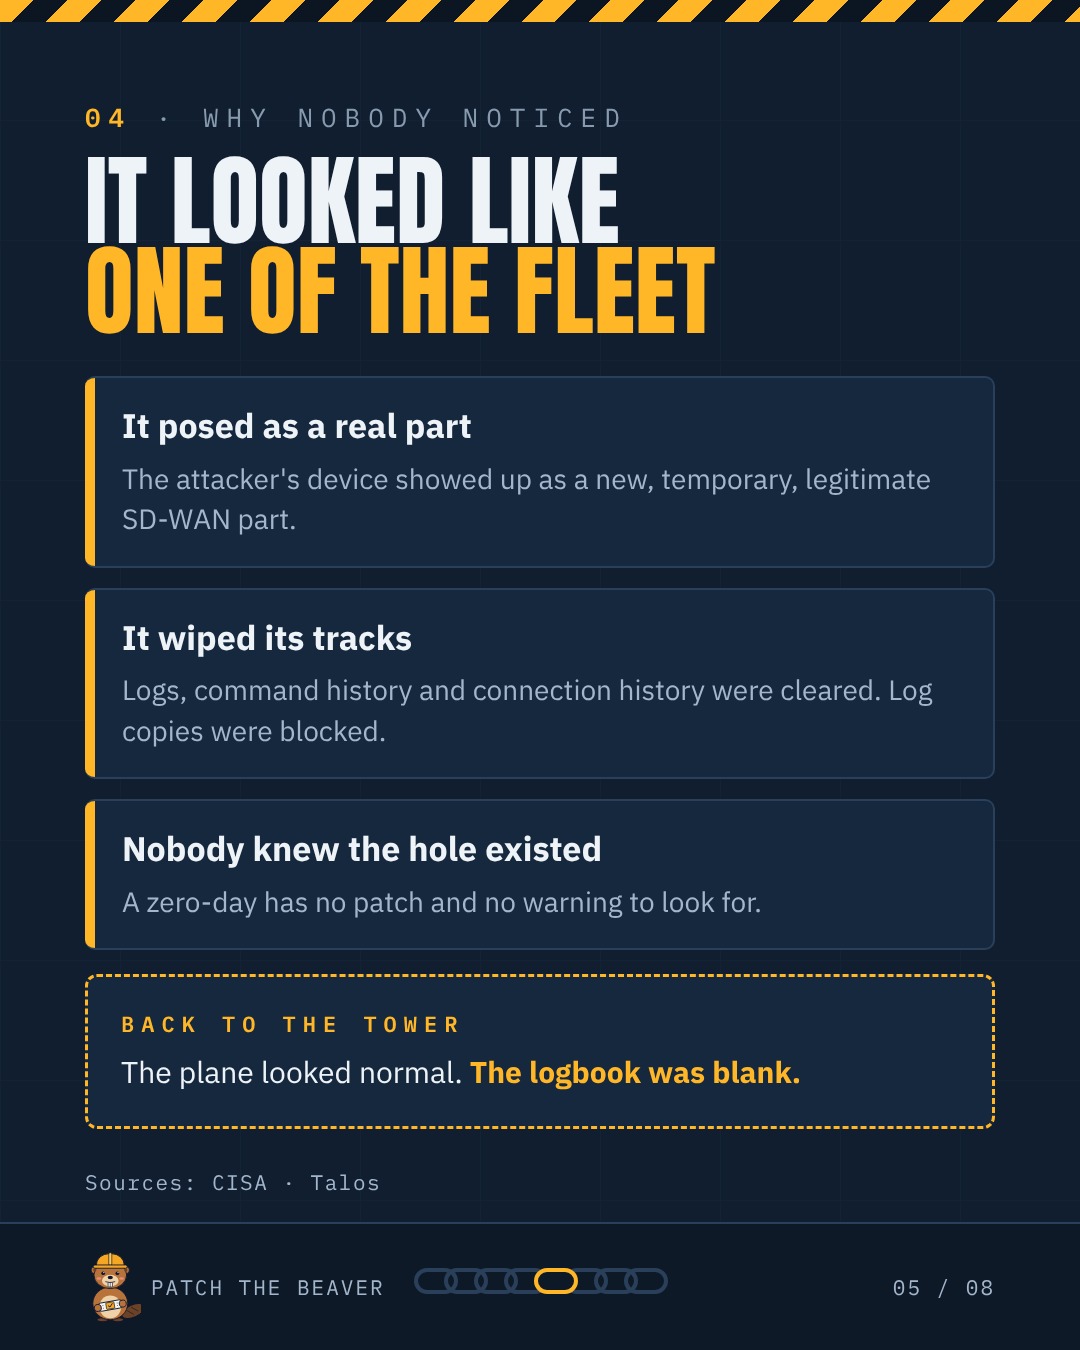 04 · WHY NOBODY NOTICED
IT LOOKED LIKE
ONE OF THE FLEET
It posed as a real part
The attacker's device showed up as a new, temporary, legitimate
SD-WAN part.
It wiped its tracks
Logs, command history and connection history were cleared. Log
copies were blocked.
Nobody knew the hole existed
A zero-day has no patch and no warning to look for.
BACK TO THE TOWER
The plane looked normal. The logbook was blank.
Sources: CISA · Talos
PATCH THE BEAVER
05 / 08